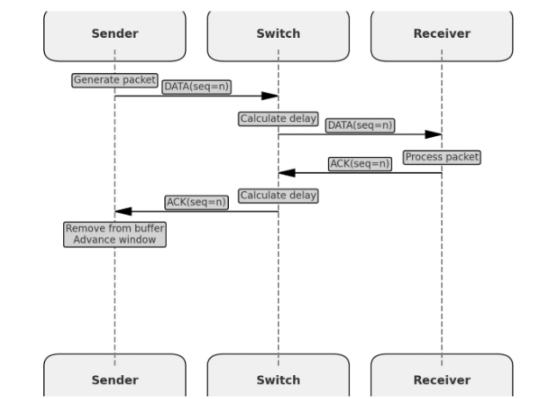 Sender
Switch
Receiver
Generate packet
DATA(seq=n)
Calculate delay
DATA(seq=n)
Process packet
ACK(seq=n)
Calculate delay
ACK(seq=n)
Remove from buffer
Advance window
Sender
Switch
Receiver